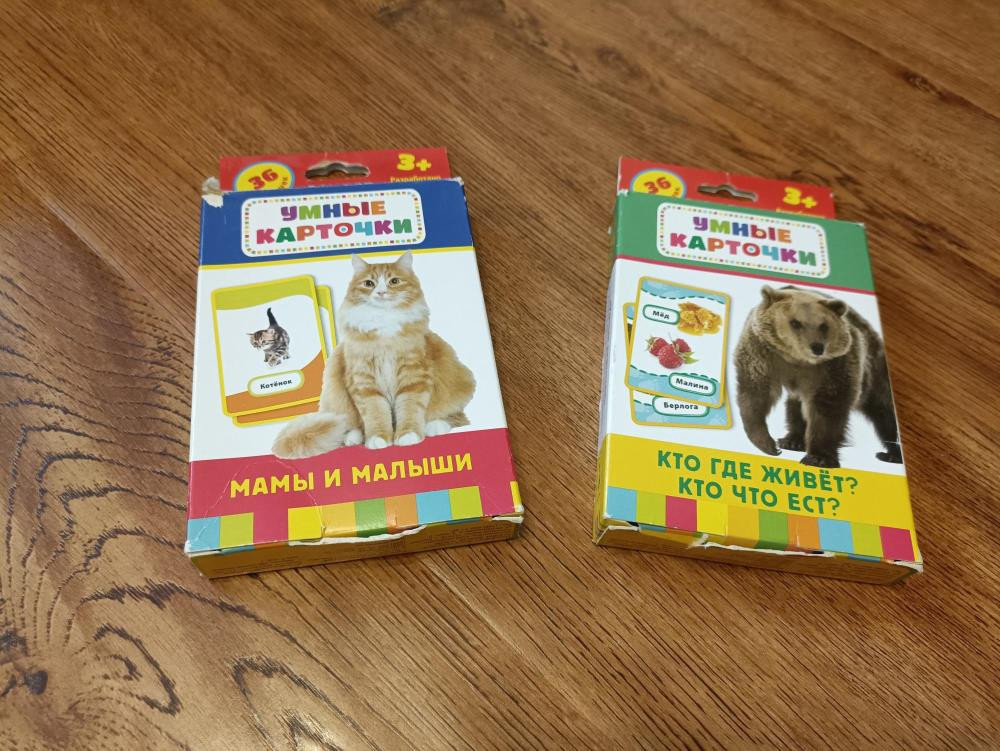 36
3+
Разработано
УМНЫЕ
КАРТОЧКИ
Котёнок
МАМЫ И МАЛЫШИ
36
3+
УМНЫЕ
КАРТОЧКИ
Мёд
Малина
Берлога
КТО ГДЕ ЖИВЁТ?
КТО ЧТО ЕСТ?